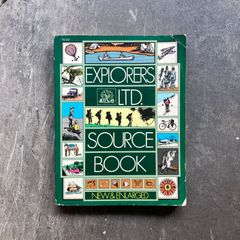 EXPLORERS
LTD.
SOURCE
BOOK
NEW & ENLARGED